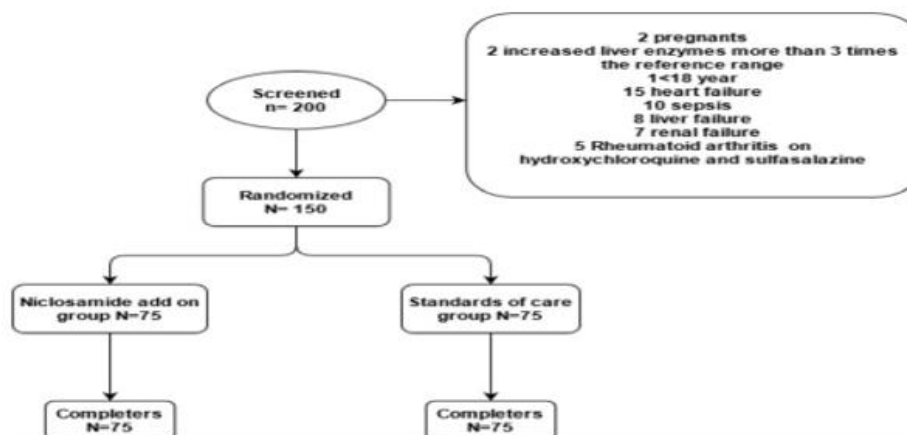 2 pregnants
2 increased liver enzymes more than 3 times
the reference range
1<18 year
15 heart failure
10 sepsis
8 liver failure
7 renal failure
5 Rheumatoid arthritis on
hydroxychloroquine and sulfasalazine
Screened
n= 200
Randomized
N= 150
Niclosamide add on
group N=75
Standards of care
group N=75
Completers
N=75
Completers
N=75